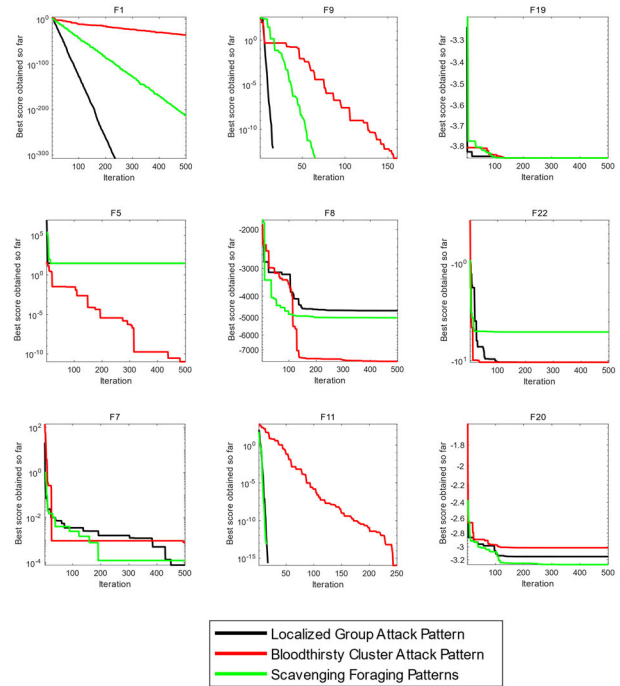 F1
Best score obtained so far
10^0
10^-100
10^-200
10^-300
100 200 300 400 500
Iteration
F9
Best score obtained so far
10^0
10^-5
10^-10
50 100 150
Iteration
F19
Best score obtained so far
-3.3
-3.4
-3.5
-3.6
-3.7
-3.8
100 200 300 400 500
Iteration
F5
Best score obtained so far
10^5
10^0
10^-5
10^-10
100 200 300 400 500
Iteration
F8
Best score obtained so far
-2000
-3000
-4000
-5000
-6000
-7000
100 200 300 400 500
Iteration
F22
Best score obtained so far
-10^0
-10^1
100 200 300 400 500
Iteration
F7
Best score obtained so far
10^2
10^0
10^-2
10^-4
100 200 300 400 500
Iteration
F11
Best score obtained so far
10^0
10^-5
10^-10
10^-15
50 100 150 200 250
Iteration
F20
Best score obtained so far
-1.8
-2
-2.2
-2.4
-2.6
-2.8
-3
-3.2
100 200 300 400 500
Iteration
Localized Group Attack Pattern
Bloodthirsty Cluster Attack Pattern
Scavenging Foraging Patterns